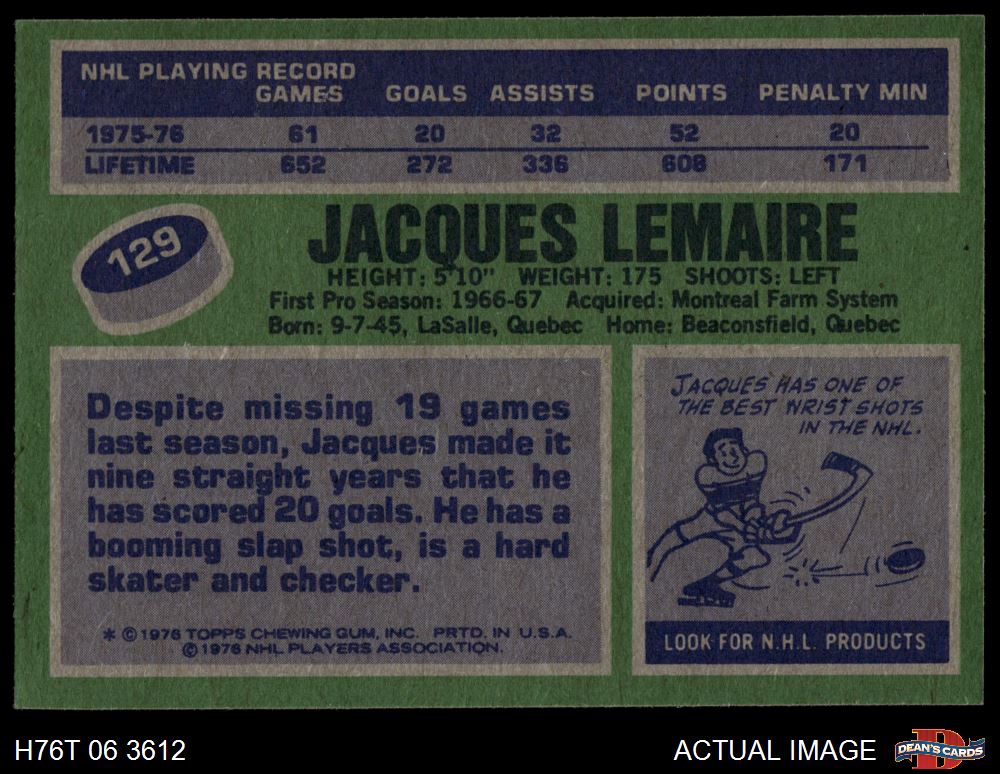 NHL PLAYING RECORD
GAMES GOALS ASSISTS POINTS PENALTY MIN
1975-76 61 20 32 52 20
LIFETIME 652 272 336 608 171
129
JACQUES LEMAIRE
HEIGHT: 5'10" WEIGHT: 175 SHOOTS: LEFT
First Pro Season: 1966-67 Acquired: Montreal Farm System
Born: 9-7-45, LaSalle, Quebec Home: Beaconsfield, Quebec
Despite missing 19 games
last season, Jacques made it
nine straight years that he
has scored 20 goals. He has a
booming slap shot, is a hard
skater and checker.
* © 1976 TOPPS CHEWING GUM, INC. PRTD. IN U.S.A.
© 1976 NHL PLAYERS ASSOCIATION.
JACQUES HAS ONE OF
THE BEST WRIST SHOTS
IN THE NHL.
LOOK FOR N.H.L. PRODUCTS
H76T 06 3612
ACTUAL IMAGE
D
DEAN'S CARDS